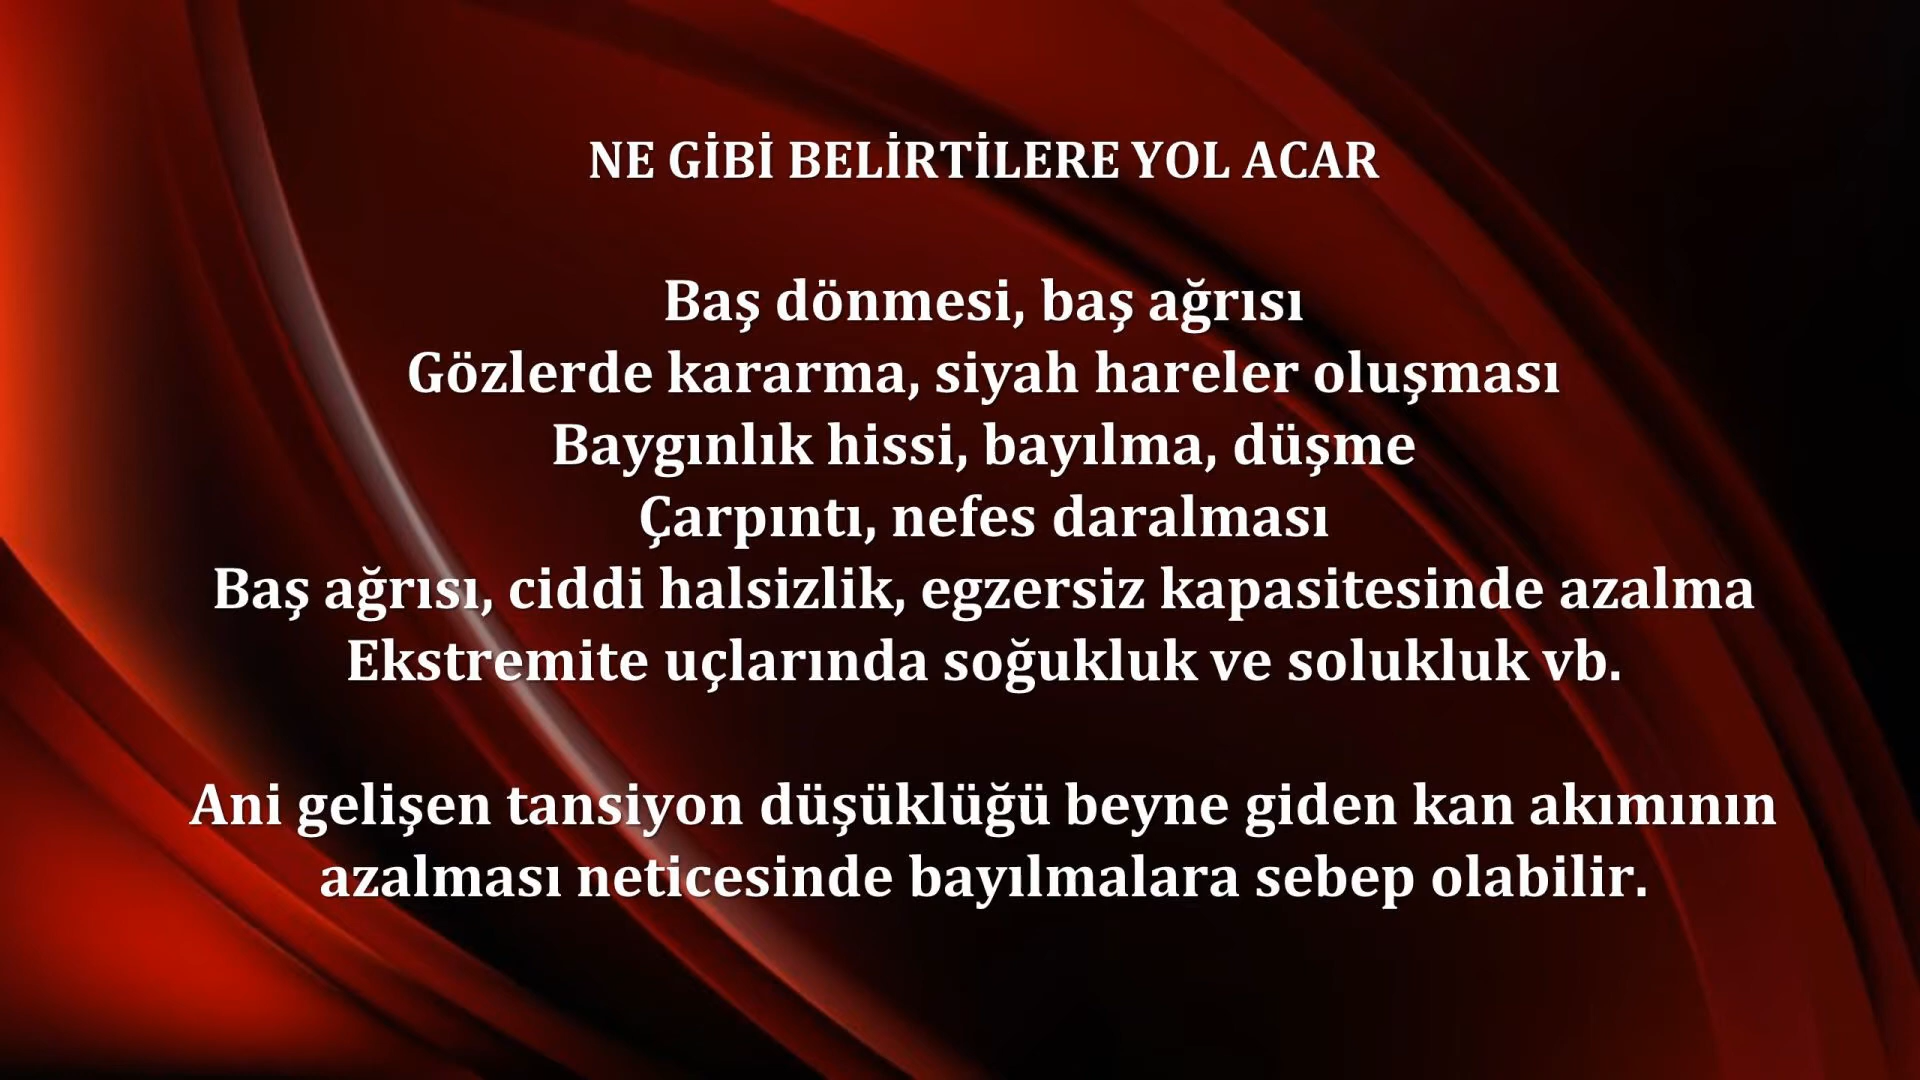 NE GİBİ BELİRTİLERE YOL ACAR
Baş dönmesi, baş ağrısı
Gözlerde kararma, siyah hareler oluşması
Baygınlık hissi, bayılma, düşme
Çarpıntı, nefes daralması
Baş ağrısı, ciddi halsizlik, egzersiz kapasitesinde azalma
Ekstremite uçlarında soğukluk ve solukluk vb.
Ani gelişen tansiyon düşüklüğü beyne giden kan akımının
azalması neticesinde bayılmalara sebep olabilir.